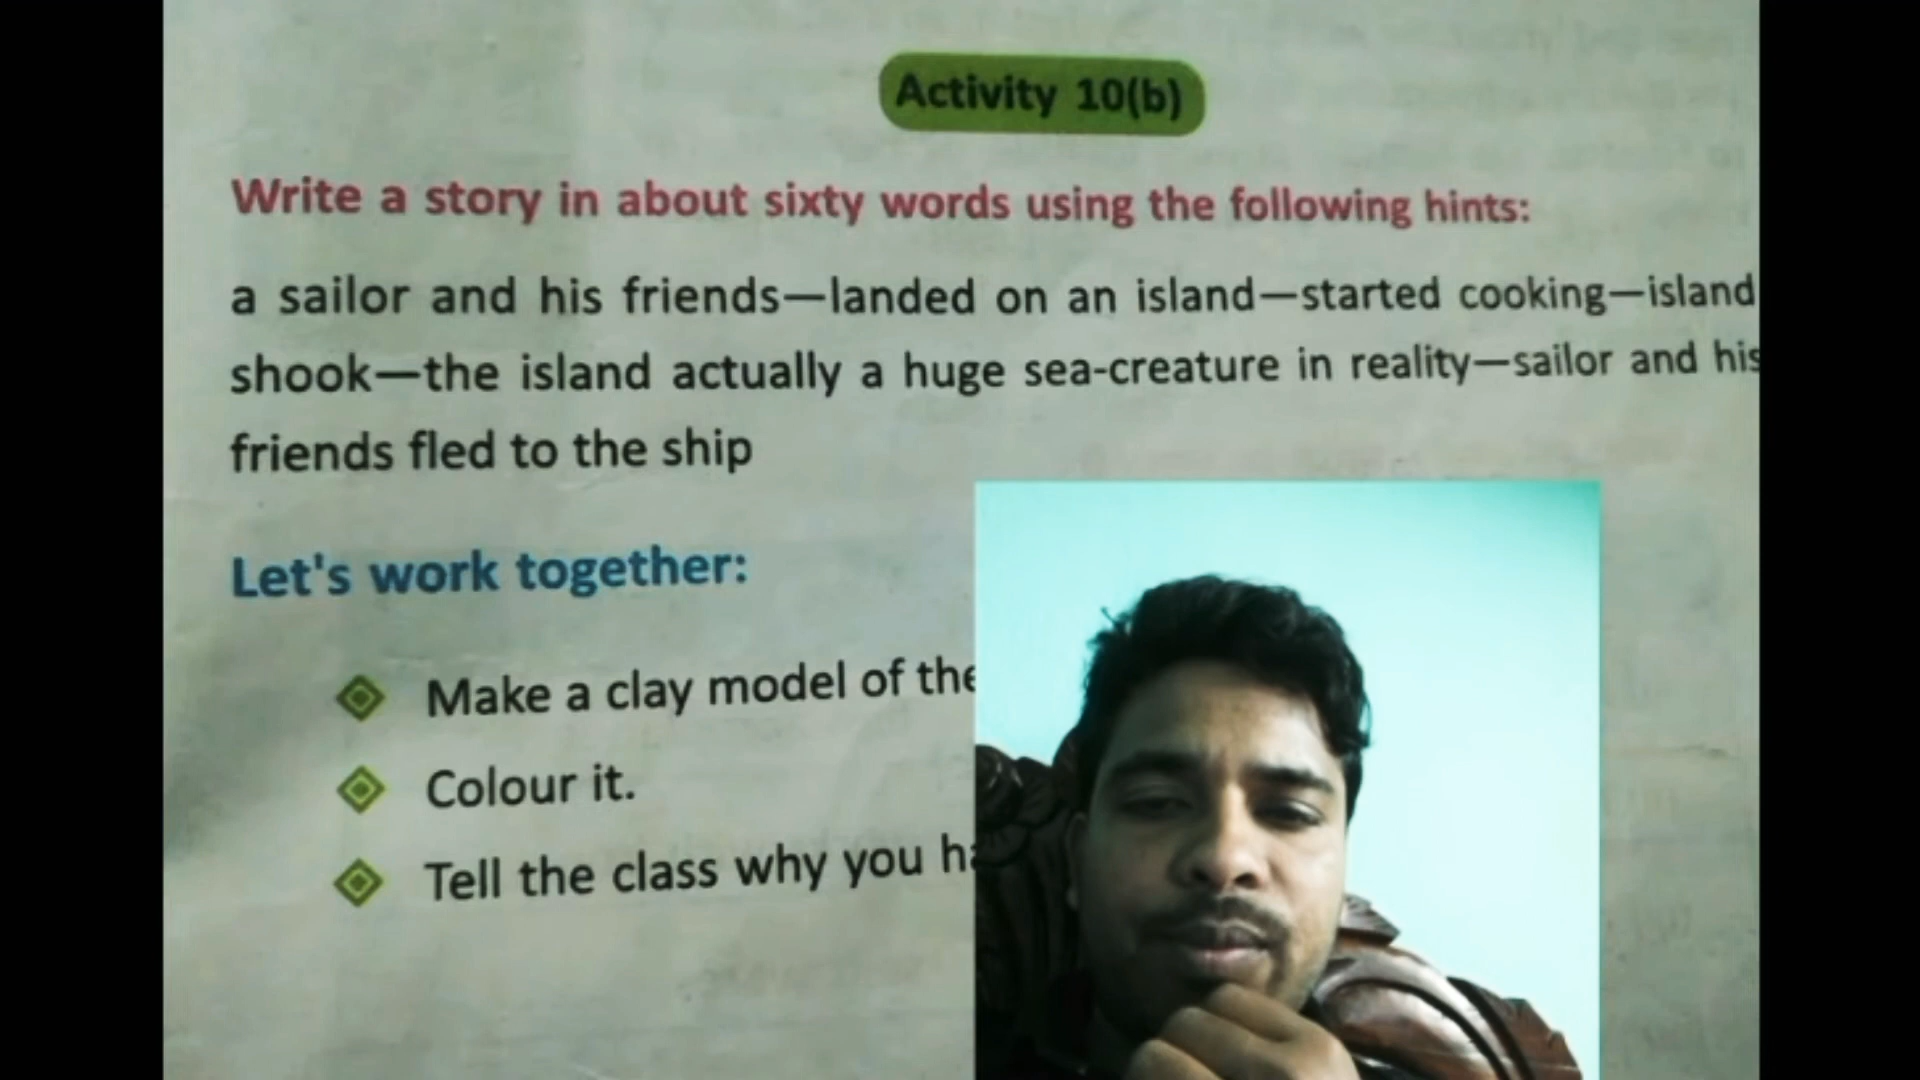 Activity 10(b)
Write a story in about sixty words using the following hints:
a sailor and his friends—landed on an island—started cooking—island
shook—the island actually a huge sea-creature in reality—sailor and his
friends fled to the ship
Let's work together:
Make a clay model of the
Colour it.
Tell the class why you